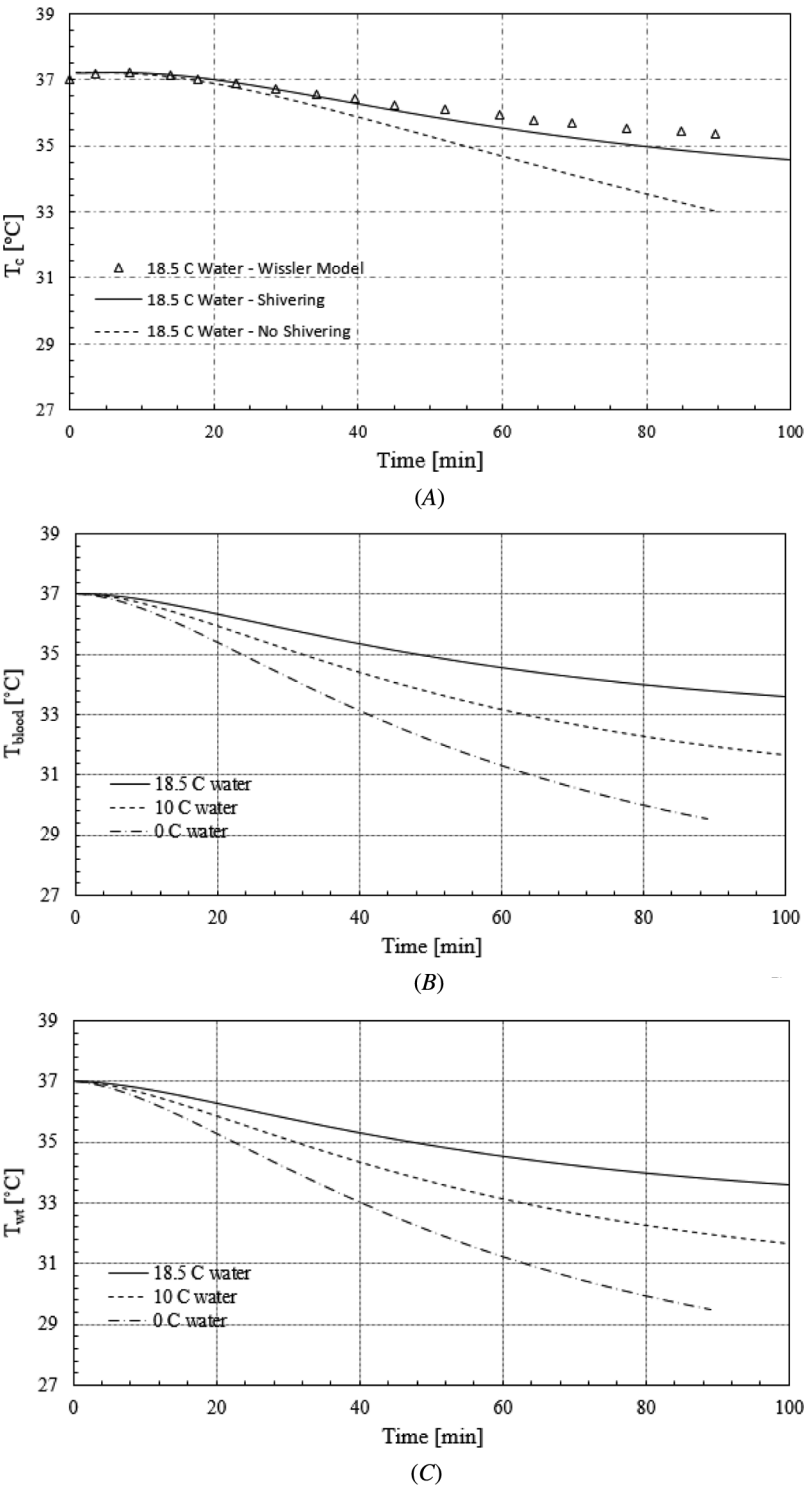 39
37
35
33
31
29
27
T_c [°C]
18.5 C Water - Wissler Model
18.5 C Water - Shivering
18.5 C Water - No Shivering
0 20 40 60 80 100
Time [min]
(A)
39
37
35
33
31
29
27
T_blood [°C]
18.5 C water
10 C water
0 C water
0 20 40 60 80 100
Time [min]
(B)
39
37
35
33
31
29
27
T_wt [°C]
18.5 C water
10 C water
0 C water
0 20 40 60 80 100
Time [min]
(C)